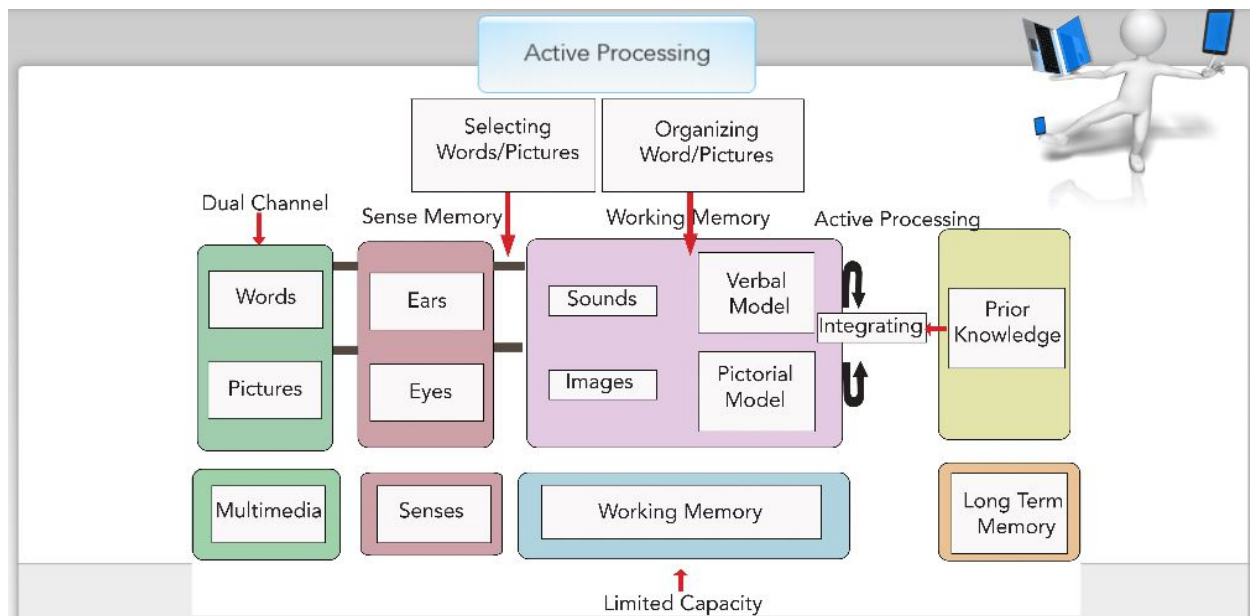 Active Processing
Selecting
Words/Pictures
Organizing
Word/Pictures
Dual Channel
Sense Memory
Working Memory
Active Processing
Words
Pictures
Ears
Eyes
Sounds
Images
Verbal
Model
Pictorial
Model
Integrating
Prior
Knowledge
Multimedia
Senses
Working Memory
Long Term
Memory
Limited Capacity